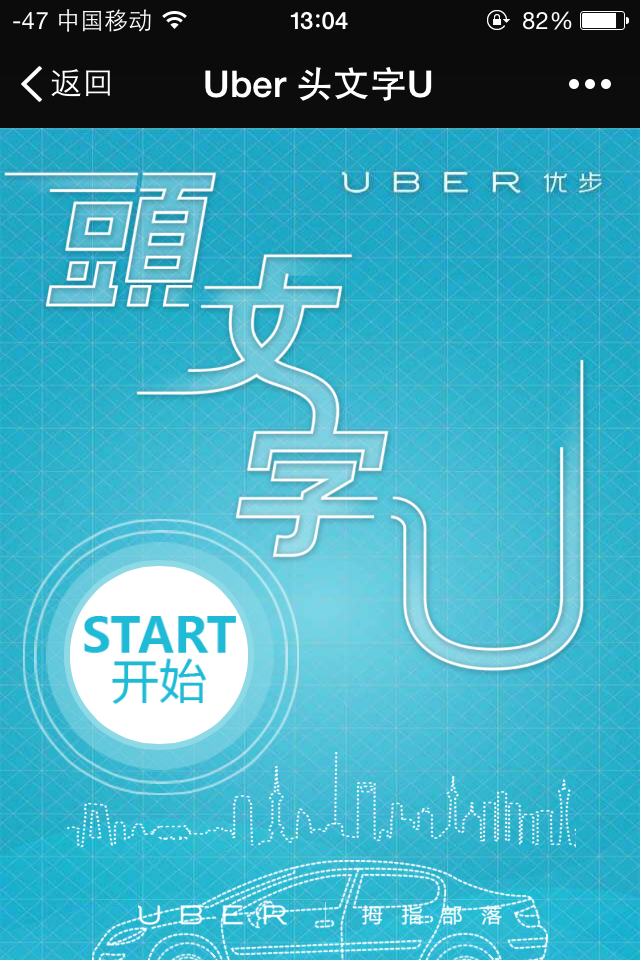 -47 中国移动 13:04 82%
返回 Uber 头文字U
UBER 优步
頭
文
字
U
START
开始
UBER 拇指部落